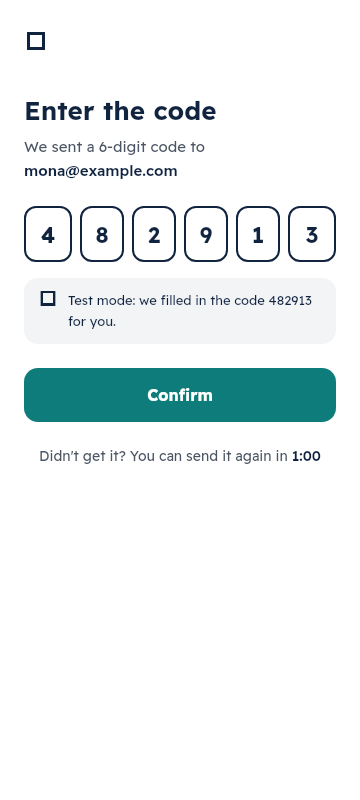 Enter the code
We sent a 6-digit code to
mona@example.com
4 8 2 9 1 3
Test mode: we filled in the code 482913
for you.
Confirm
Didn't get it? You can send it again in 1:00